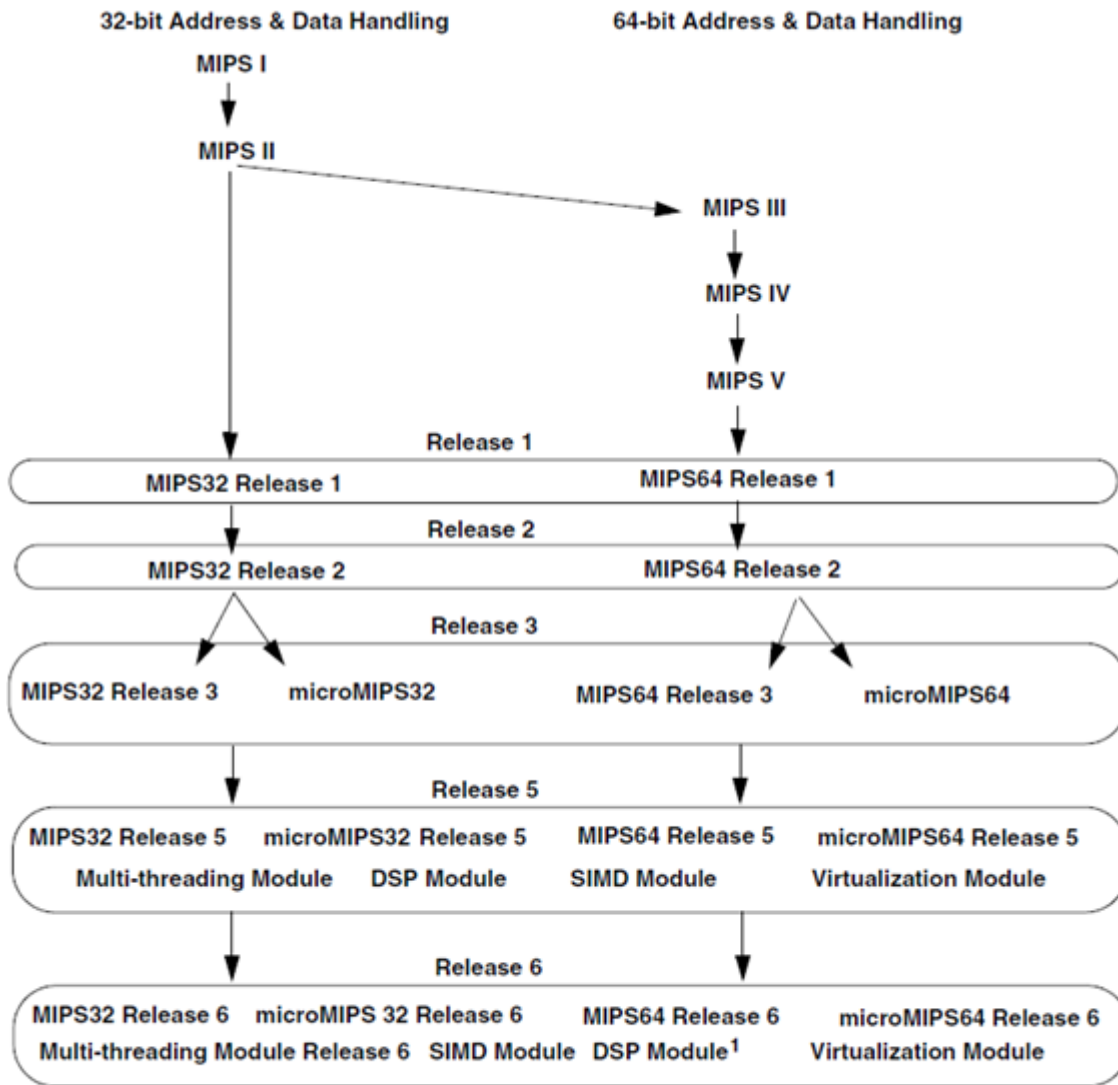 32-bit Address & Data Handling 64-bit Address & Data Handling
MIPS I
MIPS II
MIPS III
MIPS IV
MIPS V
Release 1
MIPS32 Release 1 MIPS64 Release 1
Release 2
MIPS32 Release 2 MIPS64 Release 2
Release 3
MIPS32 Release 3 microMIPS32 MIPS64 Release 3 microMIPS64
Release 5
MIPS32 Release 5 microMIPS32 Release 5 MIPS64 Release 5 microMIPS64 Release 5
Multi-threading Module DSP Module SIMD Module Virtualization Module
Release 6
MIPS32 Release 6 microMIPS 32 Release 6 MIPS64 Release 6 microMIPS64 Release 6
Multi-threading Module Release 6 SIMD Module DSP Module¹ Virtualization Module